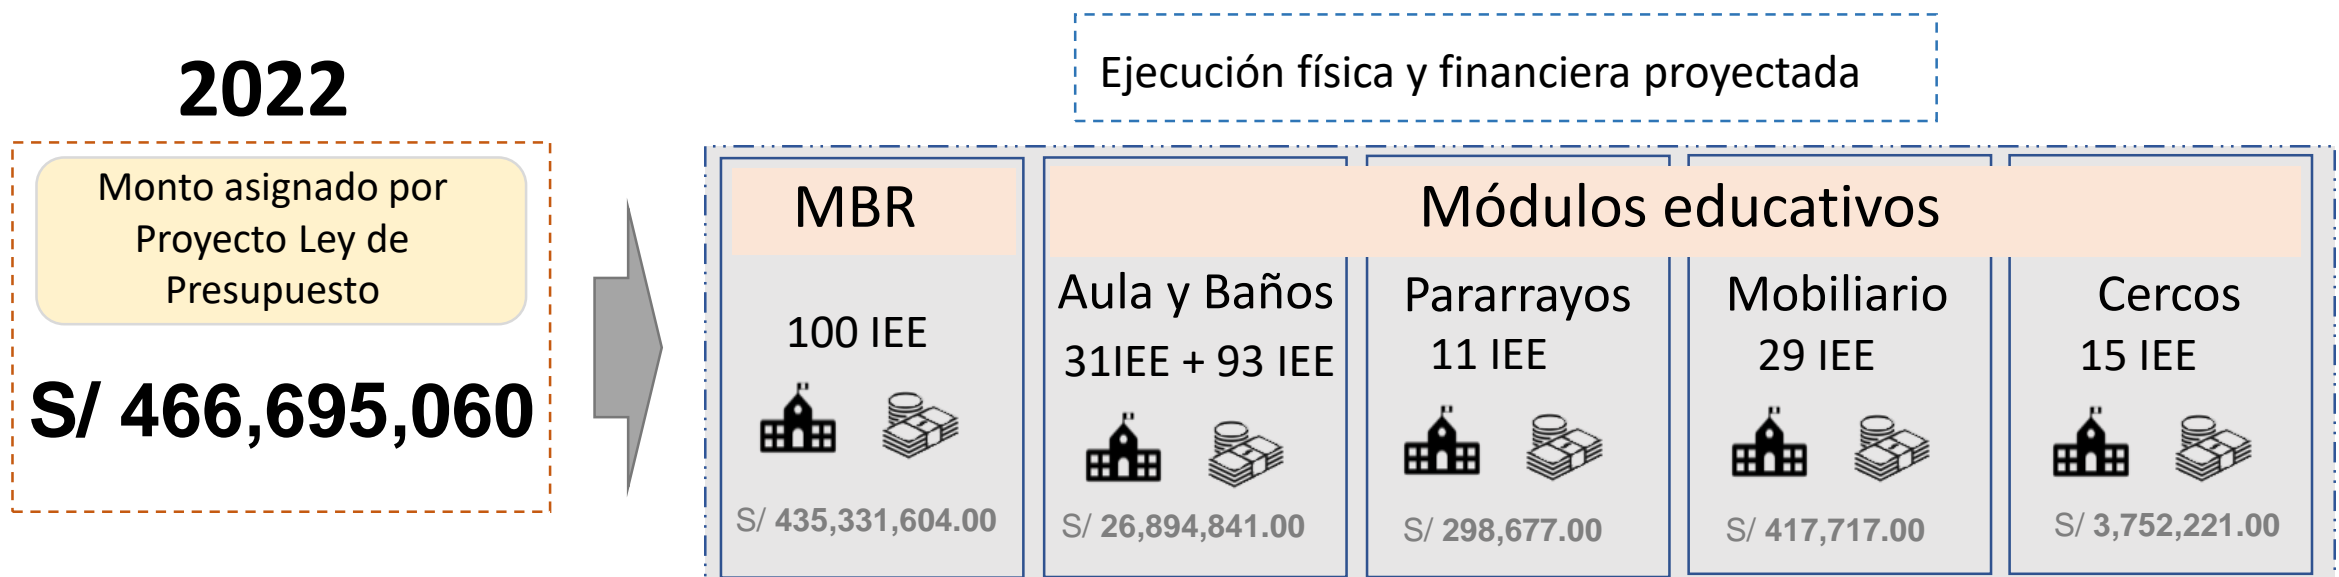 2022
Monto asignado por
Proyecto Ley de
Presupuesto
S/ 466,695,060
Ejecución física y financiera proyectada
MBR
100 IEE
S/ 435,331,604.00
Módulos educativos
Aula y Baños
31IEE + 93 IEE
S/ 26,894,841.00
Pararrayos
11 IEE
S/ 298,677.00
Mobiliario
29 IEE
S/ 417,717.00
Cercos
15 IEE
S/ 3,752,221.00